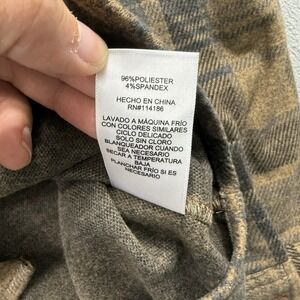 96%POLIESTER
4%SPANDEX
HECHO EN CHINA
RN#114186
LAVADO A MÁQUINA FRÍO
CON COLORES SIMILARES
CICLO DELICADO
SOLO SIN CLORO
BLANQUEADOR CUANDO
SEA NECESARIO
SECAR A TEMPERATURA
BAJA
PLANCHAR FRÍO SI ES
NECESARIO